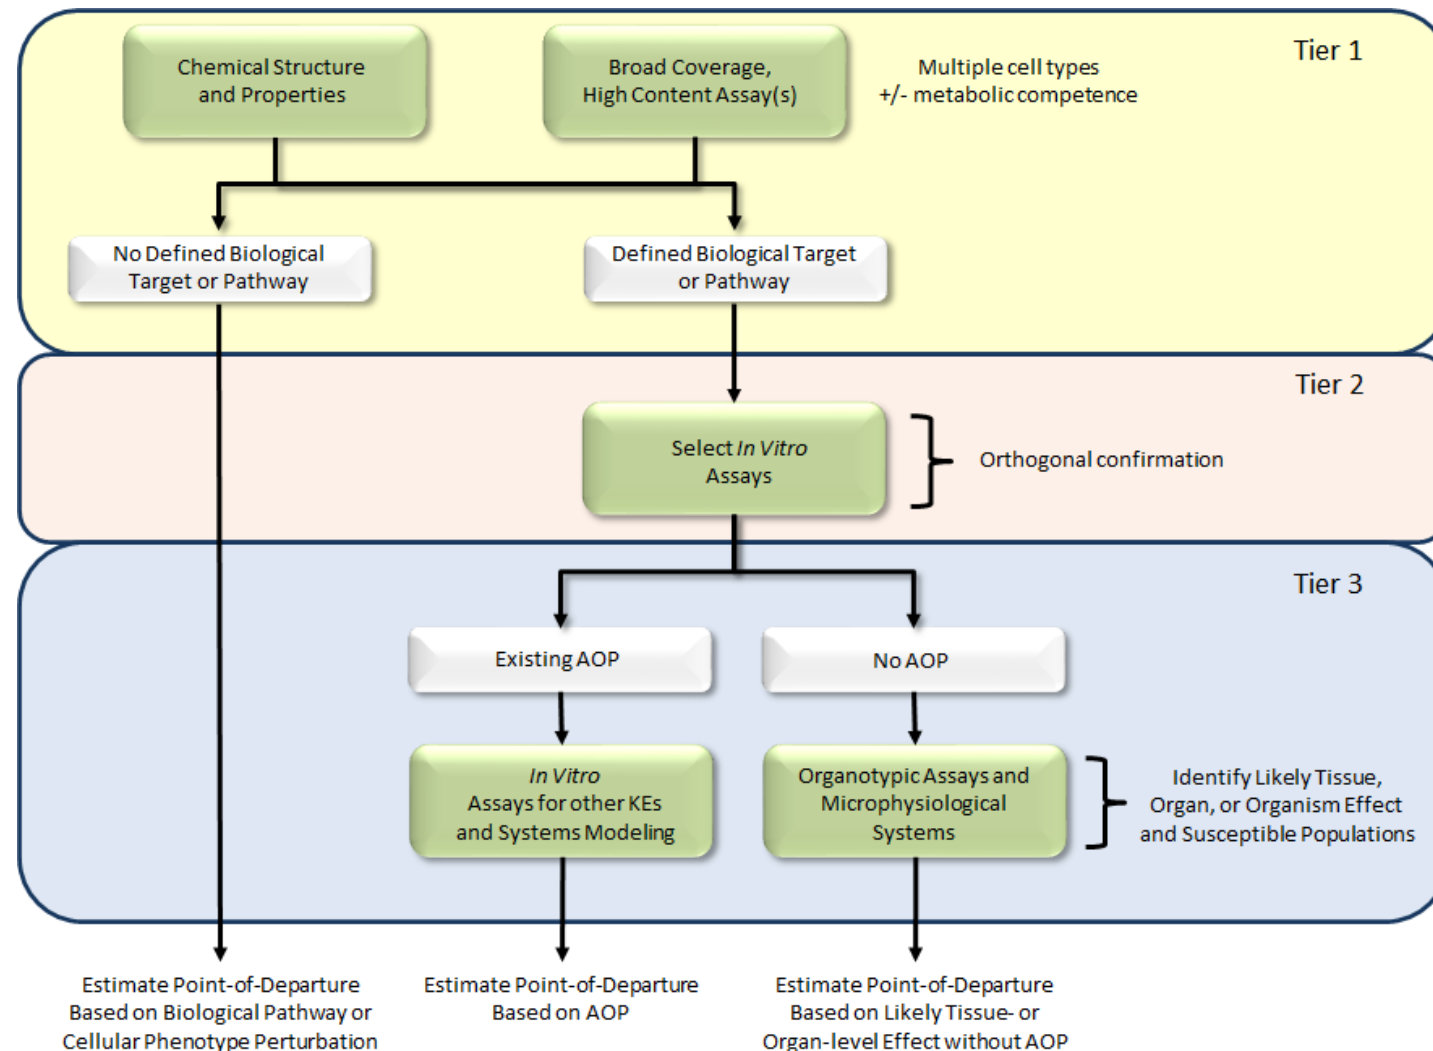 Tier 1
Chemical Structure
and Properties
Broad Coverage,
High Content Assay(s)
Multiple cell types
+/- metabolic competence
No Defined Biological
Target or Pathway
Defined Biological Target
or Pathway
Tier 2
Select In Vitro
Assays
Orthogonal confirmation
Tier 3
Existing AOP
No AOP
In Vitro
Assays for other KEs
and Systems Modeling
Organotypic Assays and
Microphysiological
Systems
Identify Likely Tissue,
Organ, or Organism Effect
and Susceptible Populations
Estimate Point-of-Departure
Based on Biological Pathway or
Cellular Phenotype Perturbation
Estimate Point-of-Departure
Based on AOP
Estimate Point-of-Departure
Based on Likely Tissue- or
Organ-level Effect without AOP